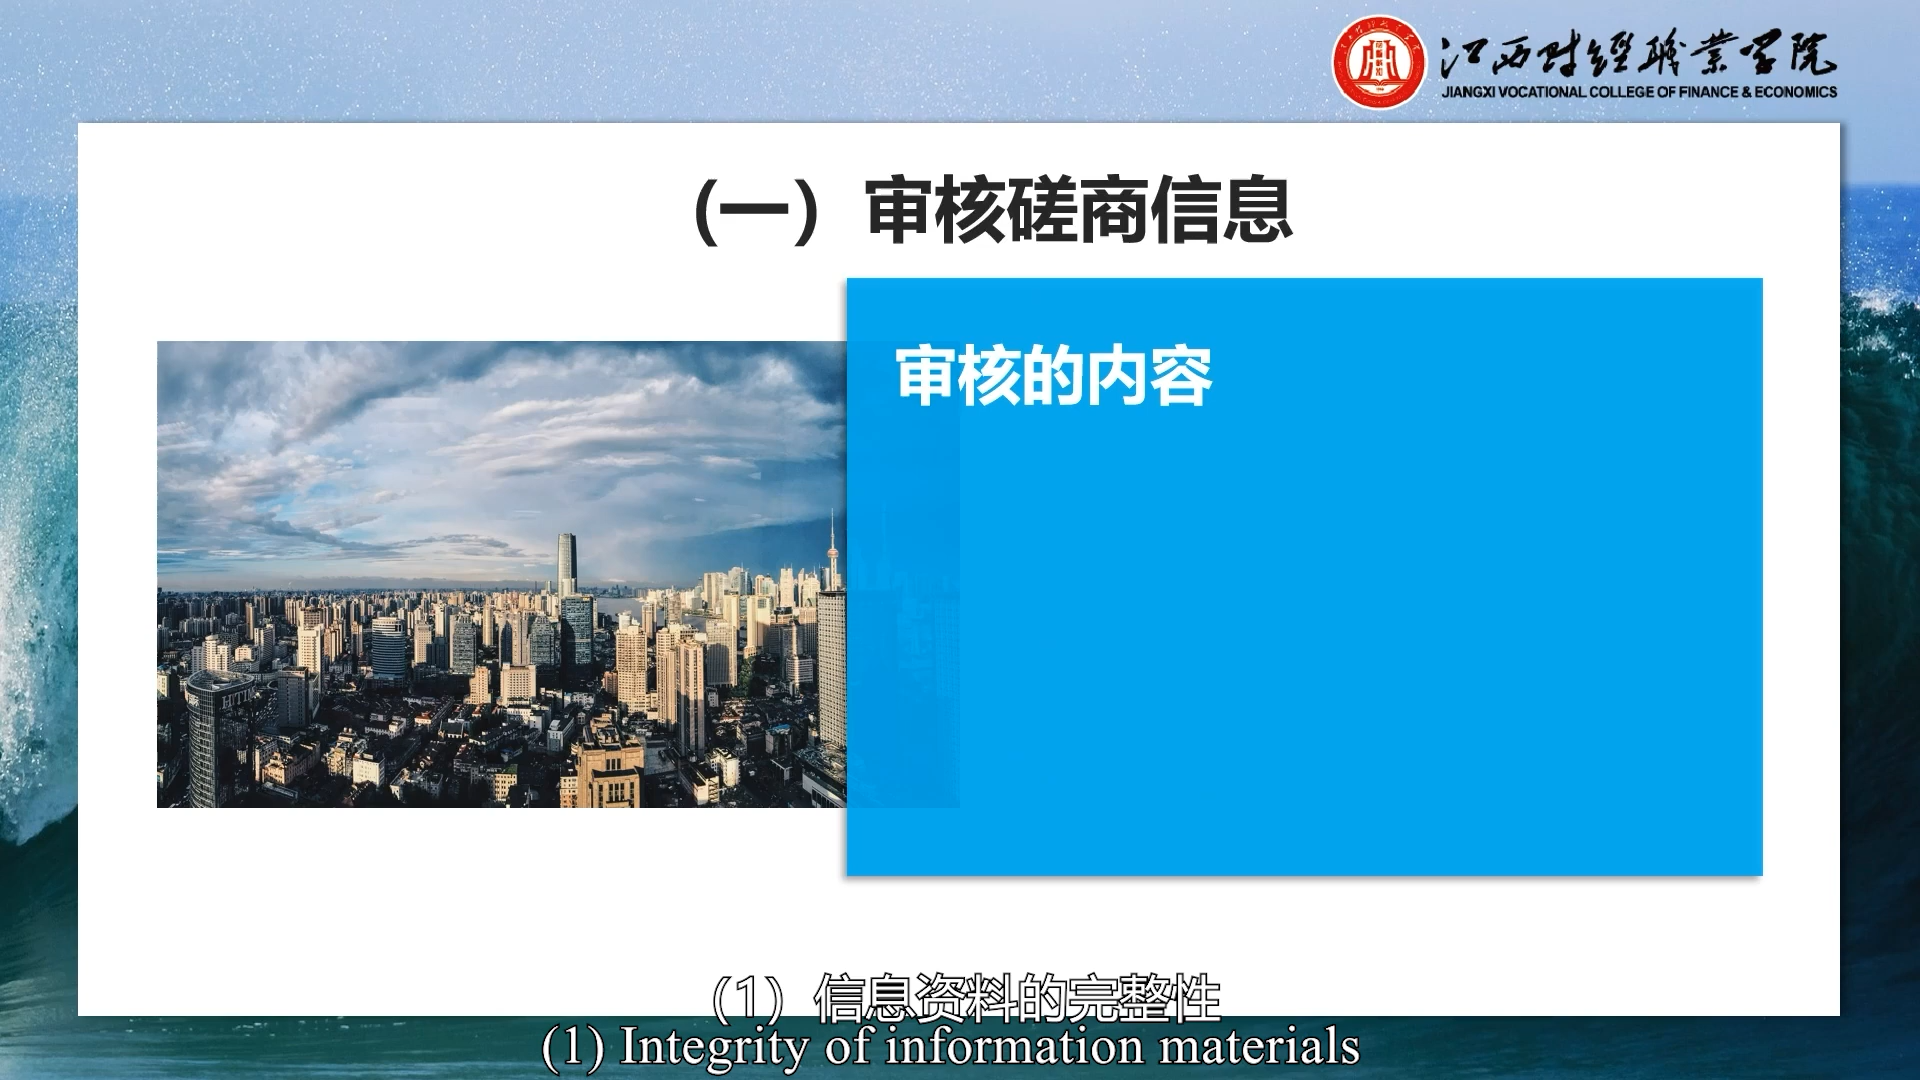 江西财经职业学院
JIANGXI VOCATIONAL COLLEGE OF FINANCE & ECONOMICS
（一）审核磋商信息
审核的内容
（1）信息资料的完整性
(1) Integrity of information materials